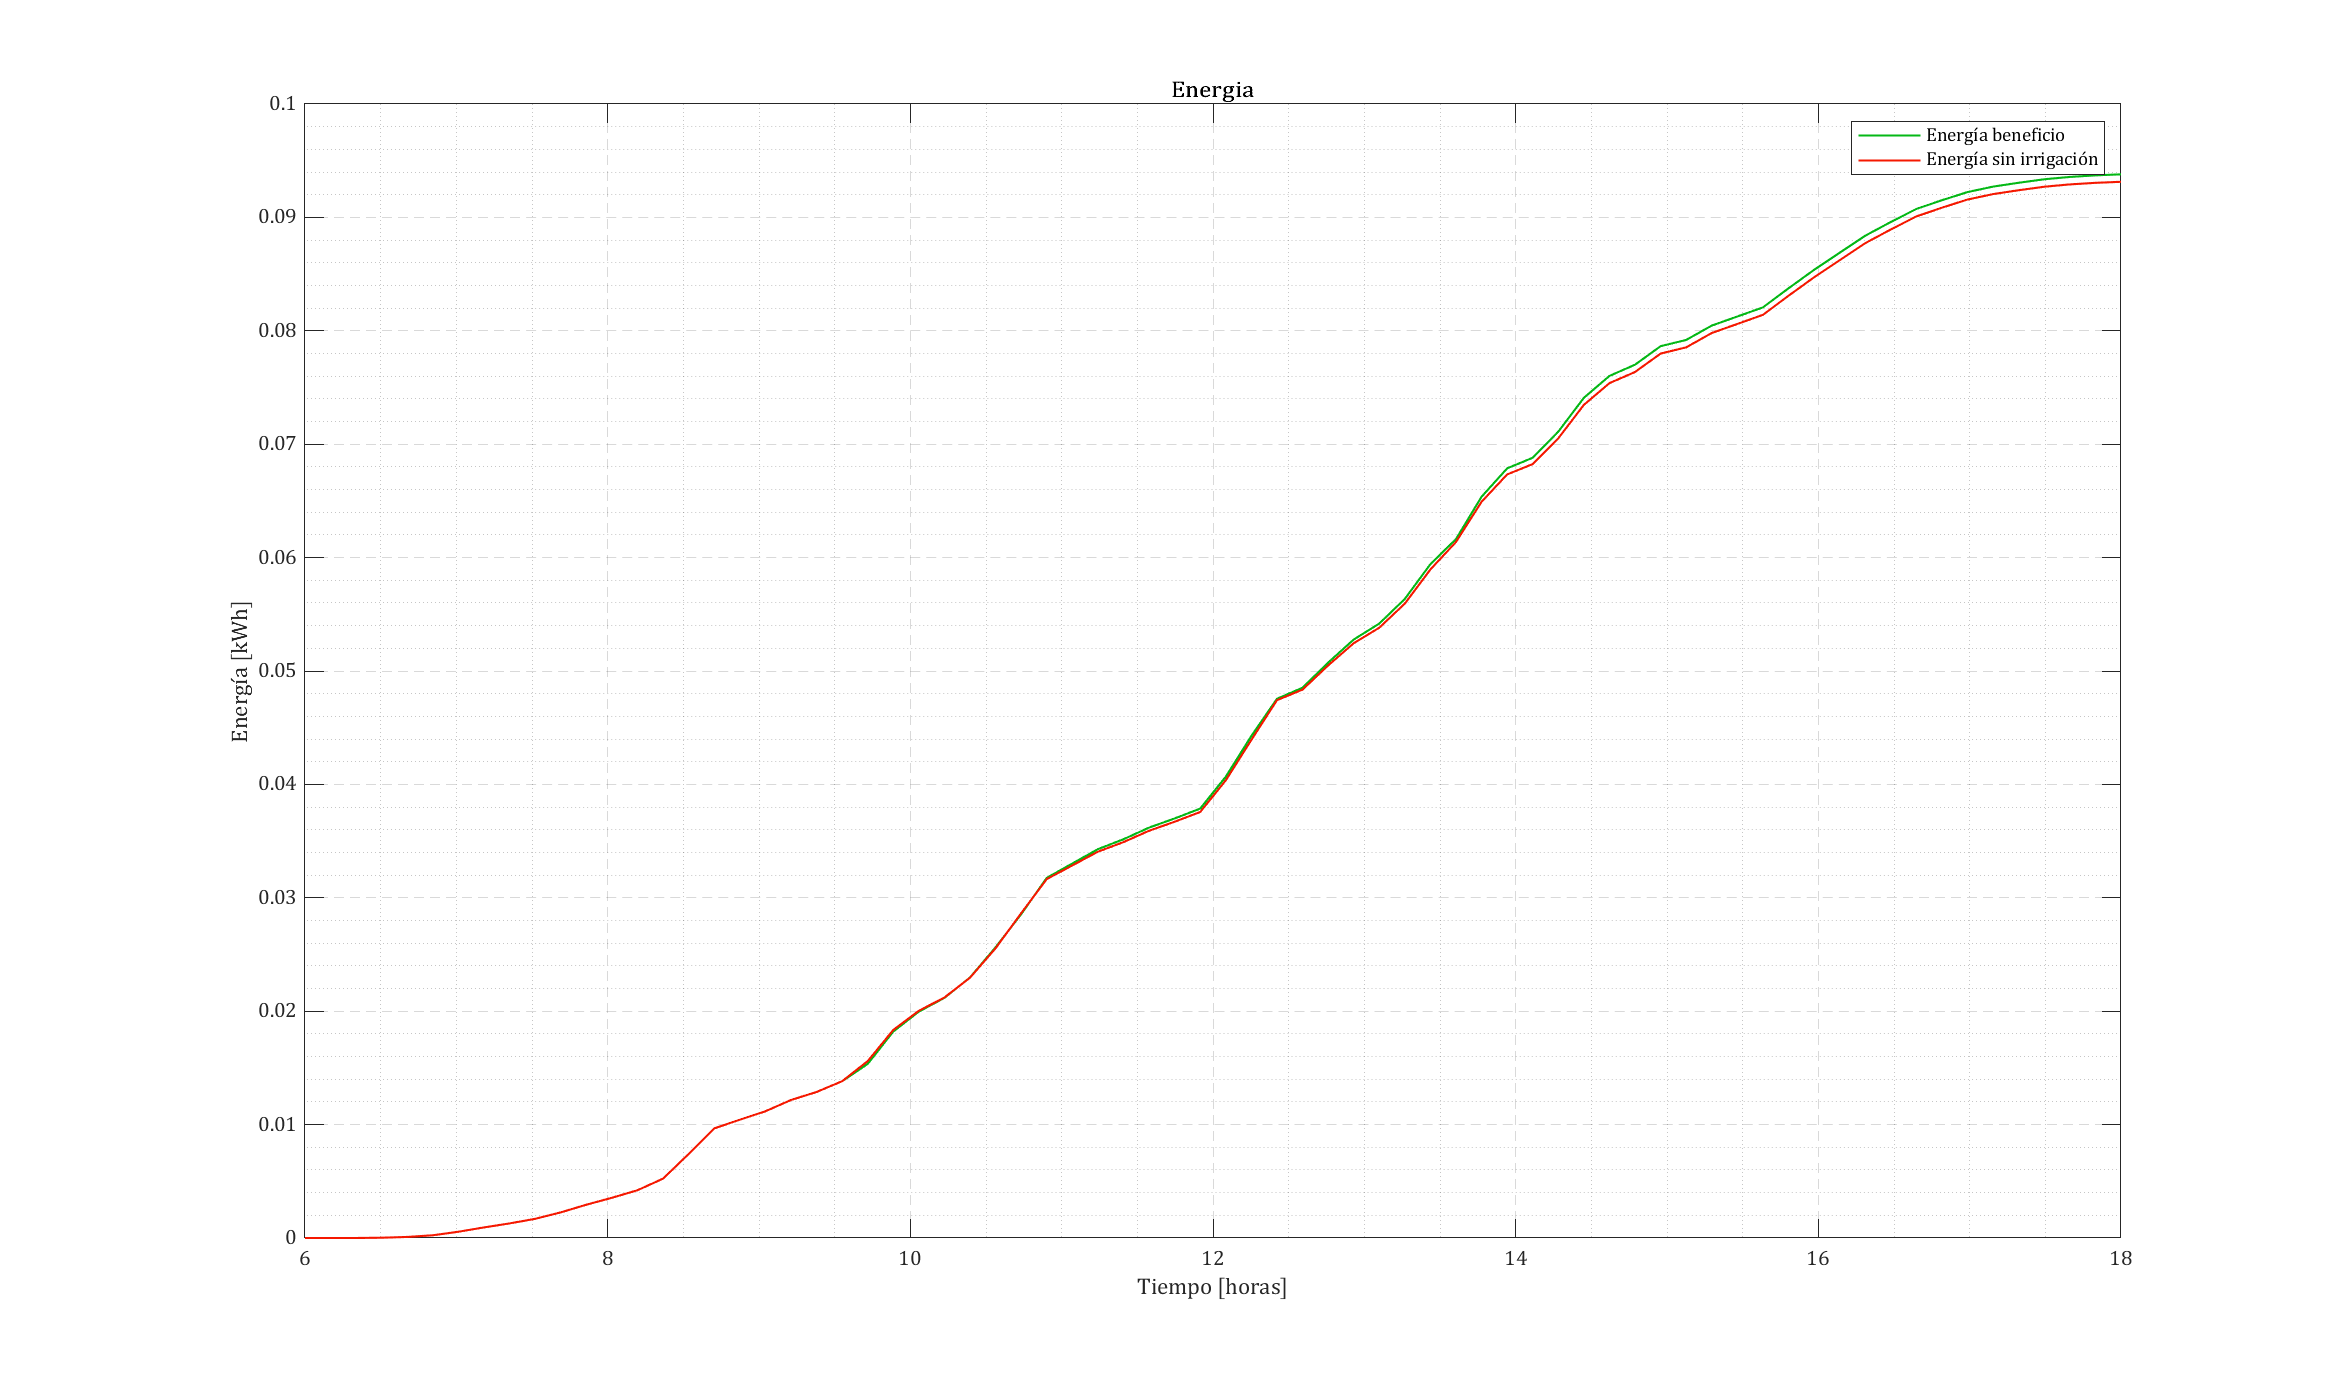 Energia
0.1
0.09
0.08
0.07
0.06
0.05
0.04
0.03
0.02
0.01
0
Energía [kWh]
Energía beneficio
Energía sin irrigación
6 8 10 12 14 16 18
Tiempo [horas]